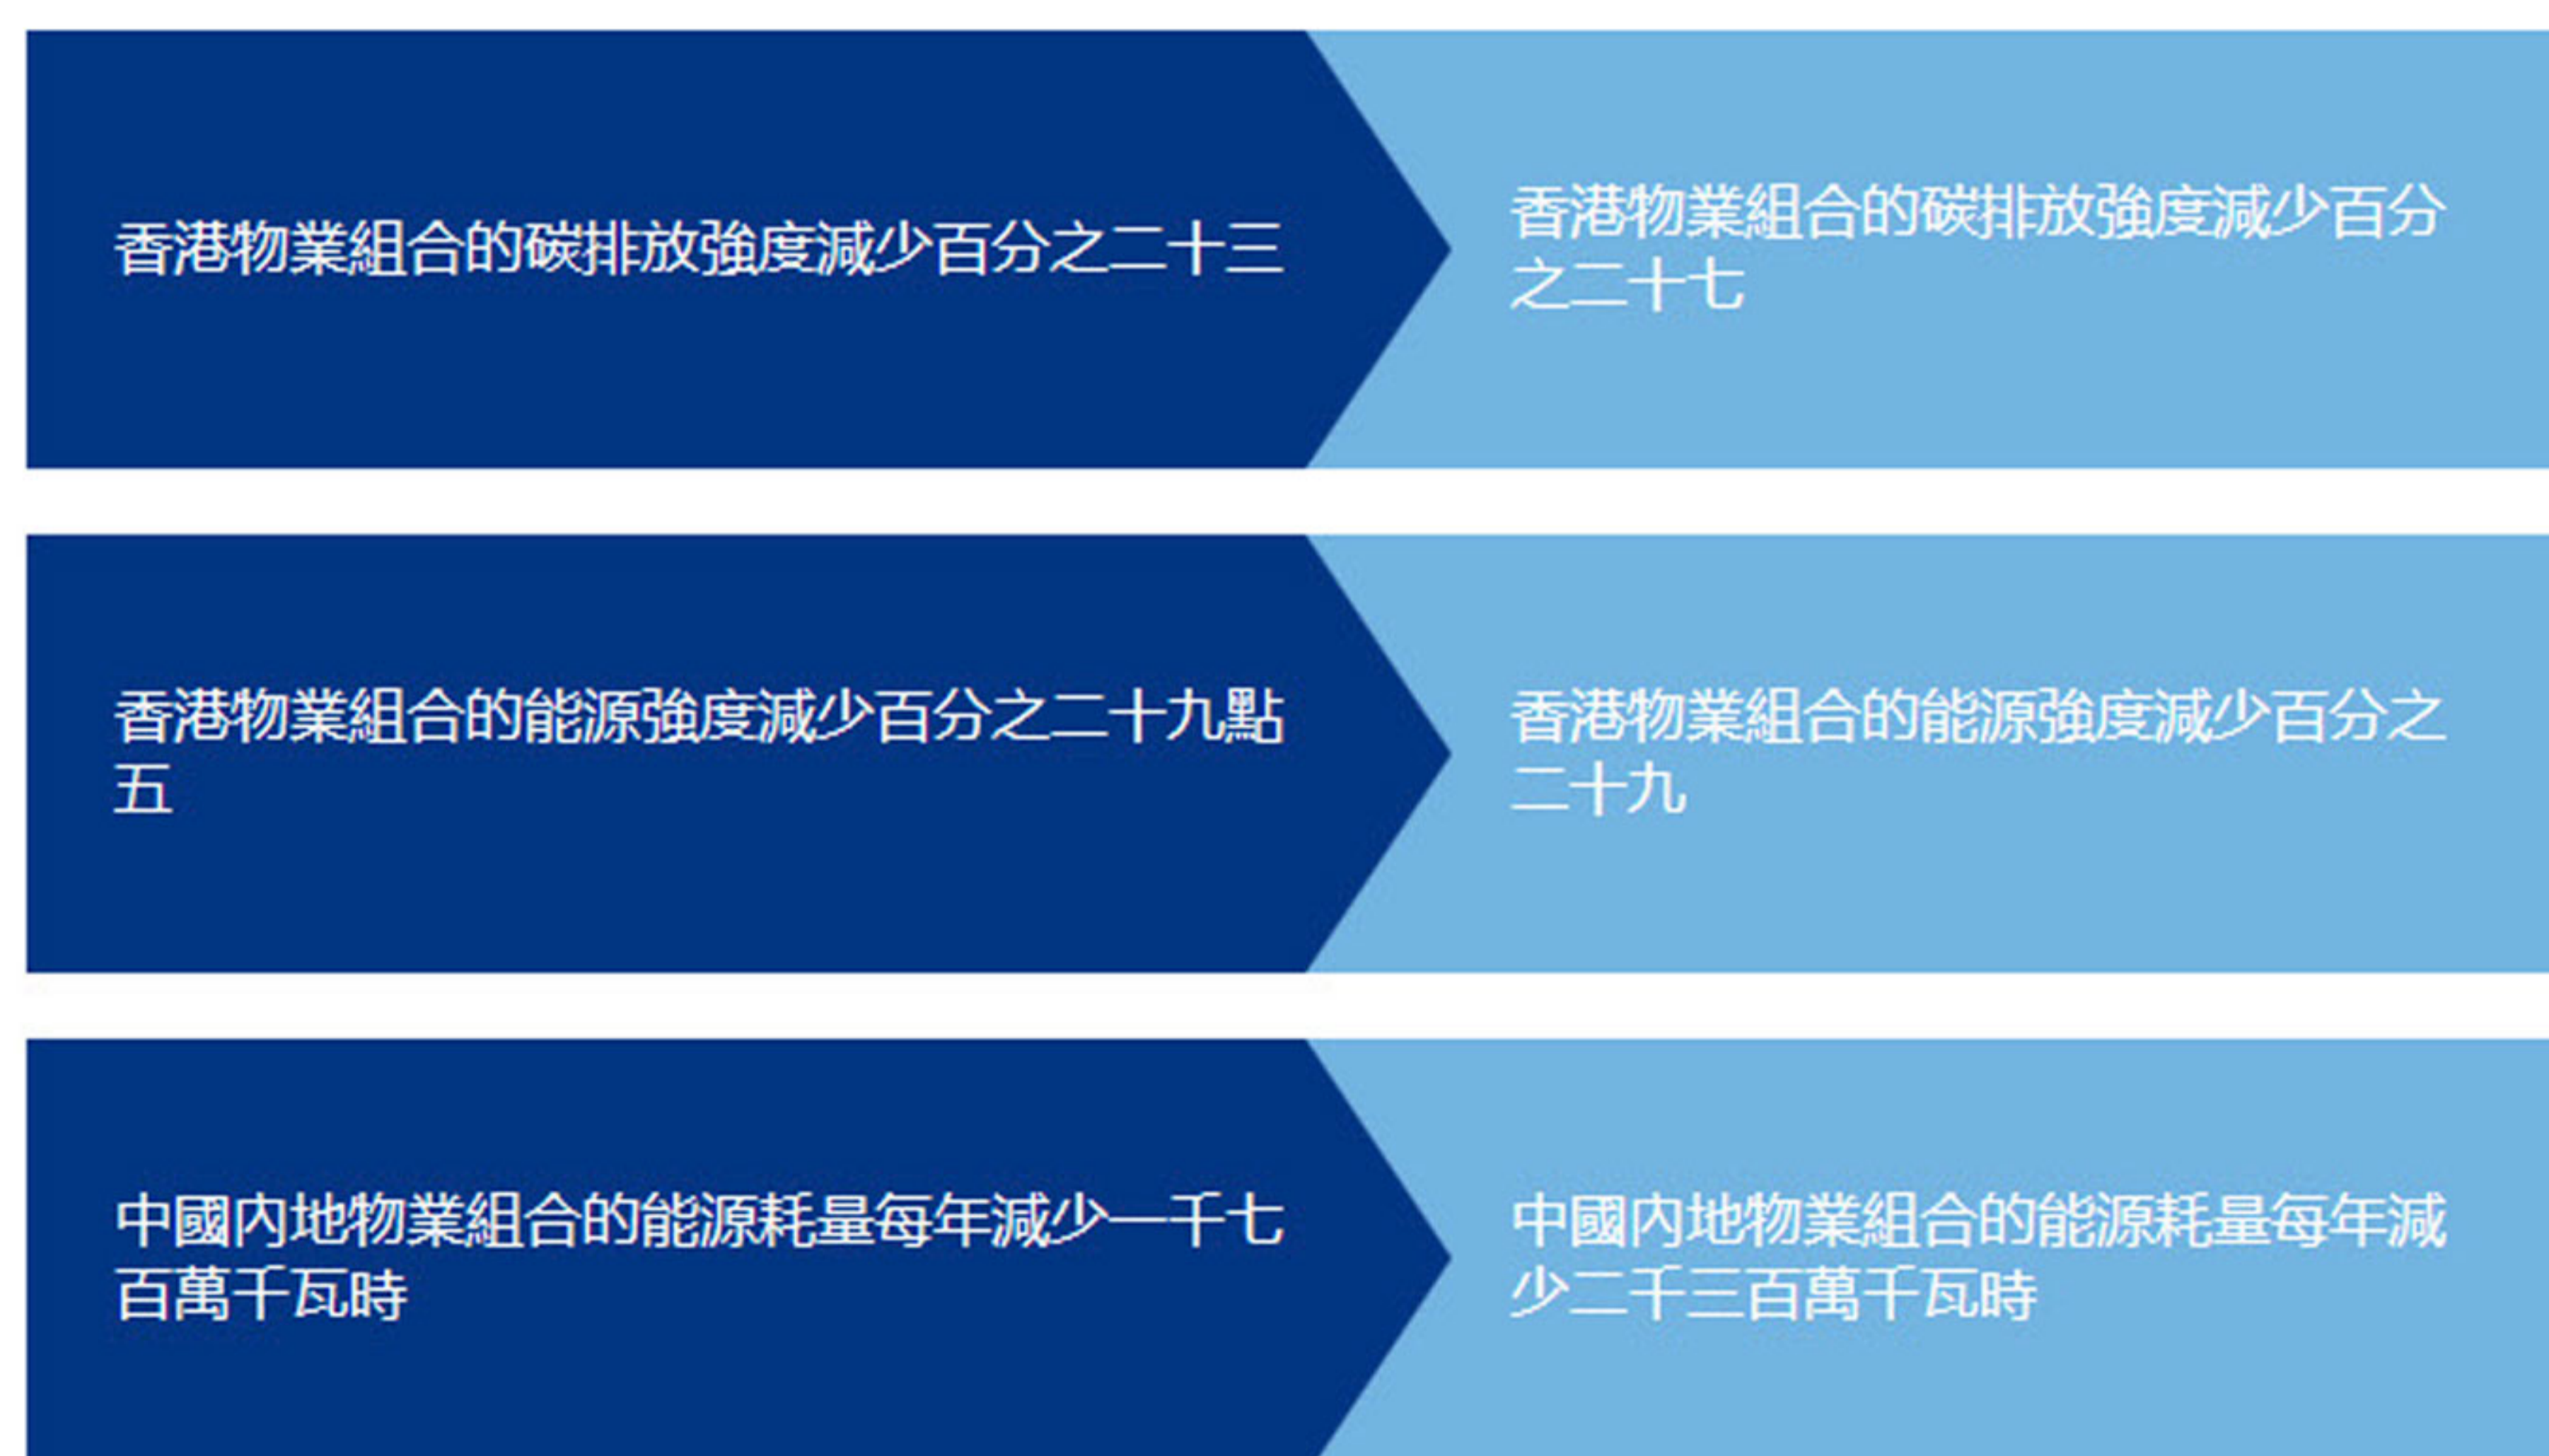 香港物業組合的碳排放強度減少百分之二十三
香港物業組合的碳排放強度減少百分
之二十七
香港物業組合的能源強度減少百分之二十九點
五
香港物業組合的能源強度減少百分之
二十九
中國內地物業組合的能源耗量每年減少一千七
百萬千瓦時
中國內地物業組合的能源耗量每年減
少二千三百萬千瓦時